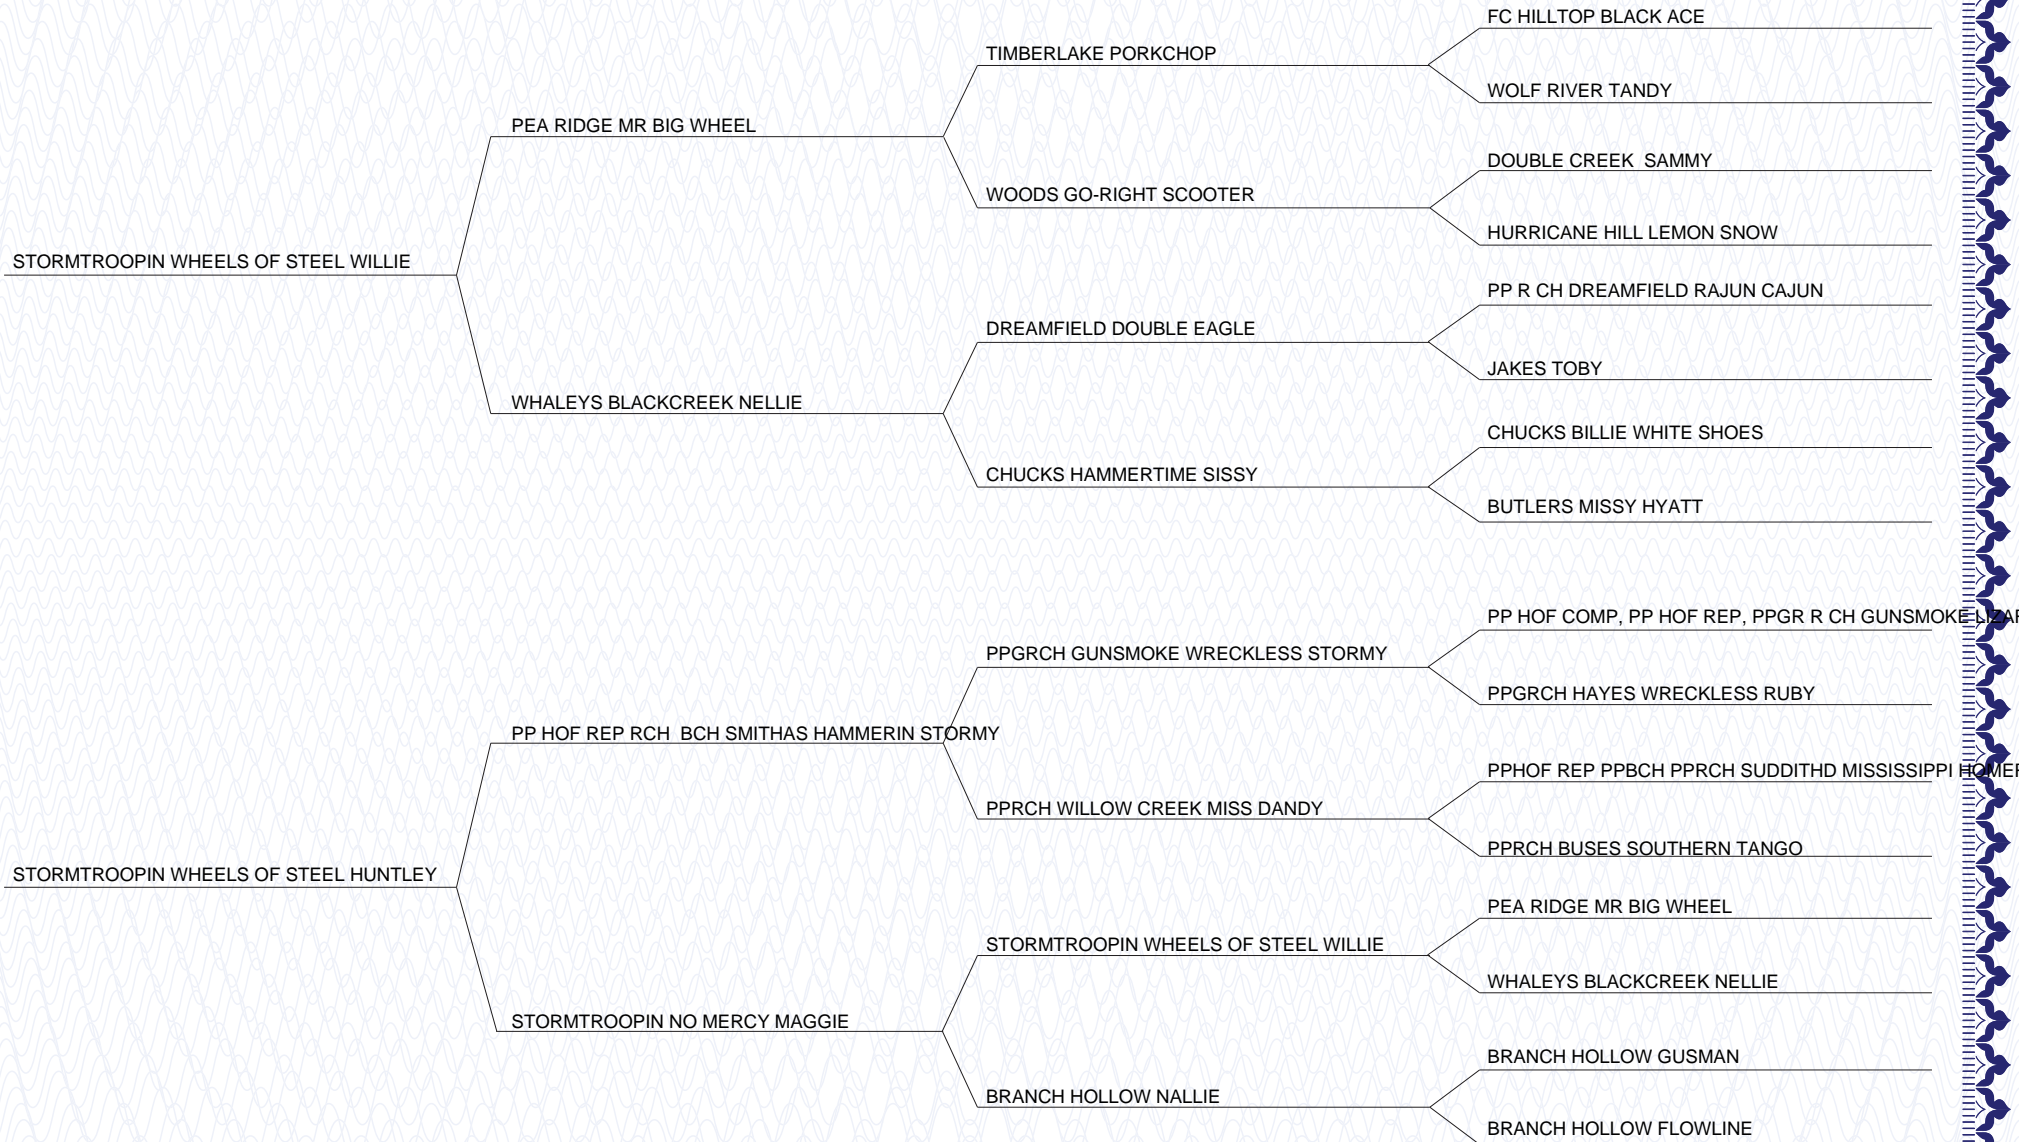 FC HILLTOP BLACK ACE
TIMBERLAKE PORKCHOP
WOLF RIVER TANDY
PEA RIDGE MR BIG WHEEL
DOUBLE CREEK  SAMMY
WOODS GO-RIGHT SCOOTER
HURRICANE HILL LEMON SNOW
STORMTROOPIN WHEELS OF STEEL WILLIE
PP R CH DREAMFIELD RAJUN CAJUN
DREAMFIELD DOUBLE EAGLE
JAKES TOBY
WHALEYS BLACKCREEK NELLIE
CHUCKS BILLIE WHITE SHOES
CHUCKS HAMMERTIME SISSY
BUTLERS MISSY HYATT
PP HOF COMP, PP HOF REP, PPGR R CH GUNSMOKE
PPGRCH GUNSMOKE WRECKLESS STORMY
PPGRCH HAYES WRECKLESS RUBY
PP HOF REP RCH  BCH SMITHAS HAMMERIN STORMY
PPHOF REP PPBCH PPRCH SUDDITHD MISSISSIPPI
PPRCH WILLOW CREEK MISS DANDY
PPRCH BUSES SOUTHERN TANGO
STORMTROOPIN WHEELS OF STEEL HUNTLEY
PEA RIDGE MR BIG WHEEL
STORMTROOPIN WHEELS OF STEEL WILLIE
WHALEYS BLACKCREEK NELLIE
STORMTROOPIN NO MERCY MAGGIE
BRANCH HOLLOW GUSMAN
BRANCH HOLLOW NALLIE
BRANCH HOLLOW FLOWLINE